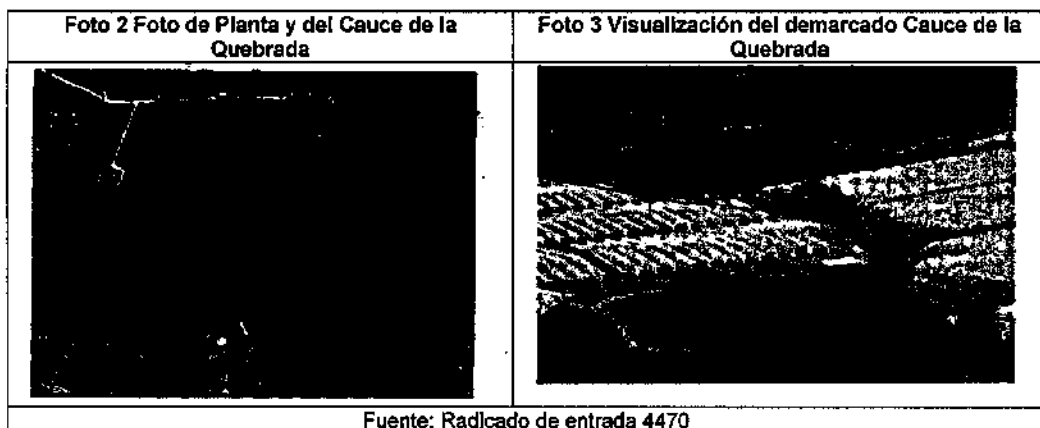 Foto 2 Foto de Planta y del Cauce de la
Quebrada
Foto 3 Visualización del demarcado Cauce de la
Quebrada
Fuente: Radicado de entrada 4470